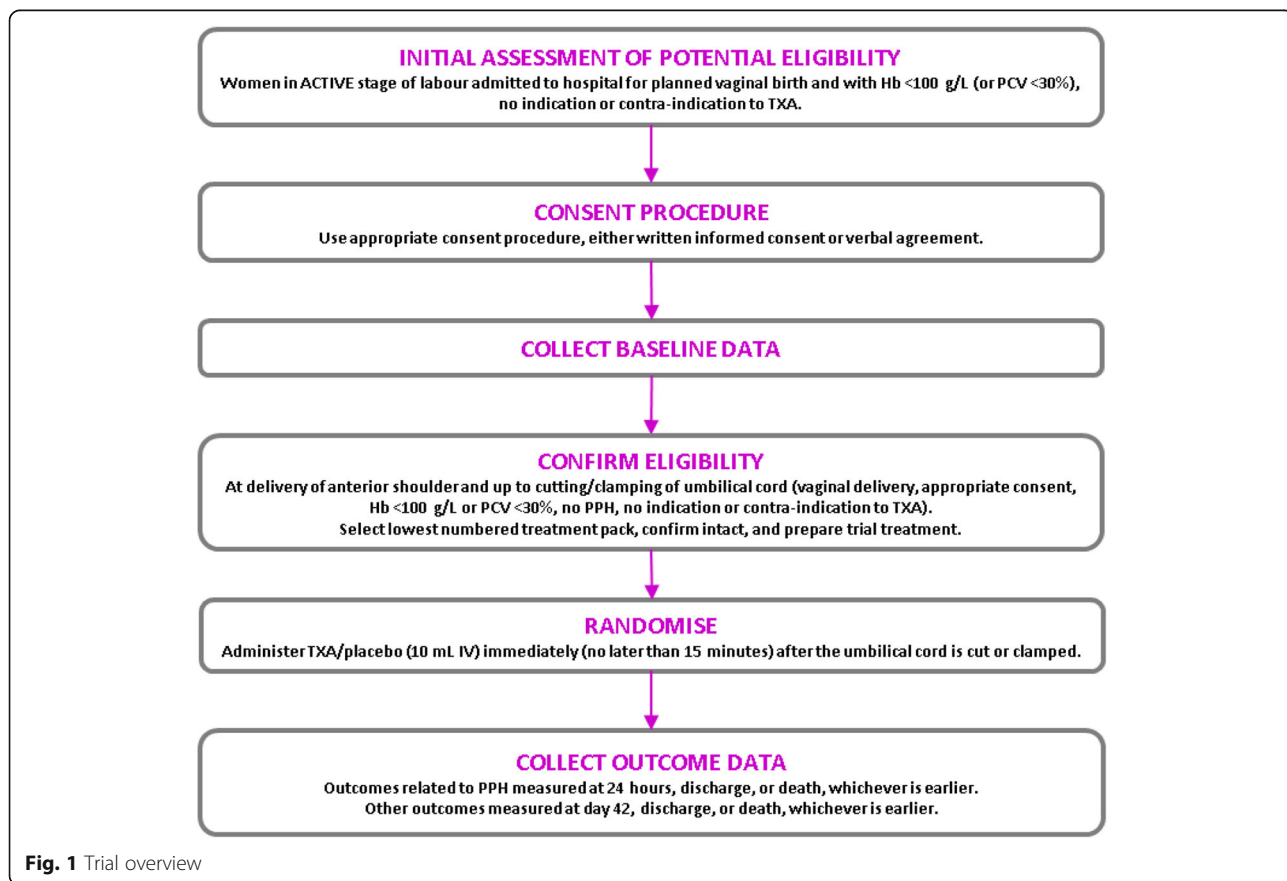 INITIAL ASSESSMENT OF POTENTIAL ELIGIBILITY
Women in ACTIVE stage of labour admitted to hospital for planned vaginal birth and with Hb <100 g/L (or PCV <30%),
no indication or contra-indication to TXA.
CONSENT PROCEDURE
Use appropriate consent procedure, either written informed consent or verbal agreement.
COLLECT BASELINE DATA
CONFIRM ELIGIBILITY
At delivery of anterior shoulder and up to cutting/clamping of umbilical cord (vaginal delivery, appropriate consent,
Hb <100 g/L or PCV <30%, no PPH, no indication or contra-indication to TXA).
Select lowest numbered treatment pack, confirm intact, and prepare trial treatment.
RANDOMISE
Administer TXA/placebo (10 mL IV) immediately (no later than 15 minutes) after the umbilical cord is cut or clamped.
COLLECT OUTCOME DATA
Outcomes related to PPH measured at 24 hours, discharge, or death, whichever is earlier.
Other outcomes measured at day 42, discharge, or death, whichever is earlier.
Fig. 1 Trial overview